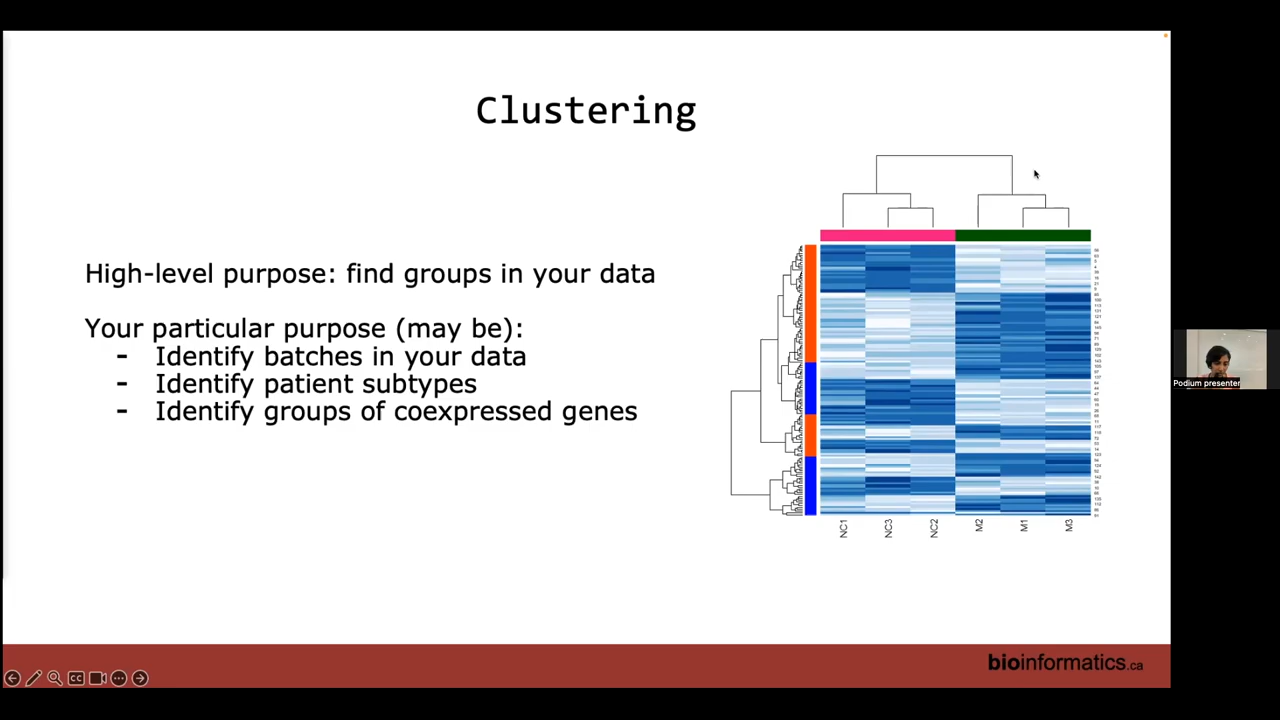 Clustering
High-level purpose: find groups in your data
Your particular purpose (may be):
- Identify batches in your data
- Identify patient subtypes
- Identify groups of coexpressed genes
NC1
NC3
NC2
M2
M1
M3
Podium presenter
bioinformatics.ca
CC